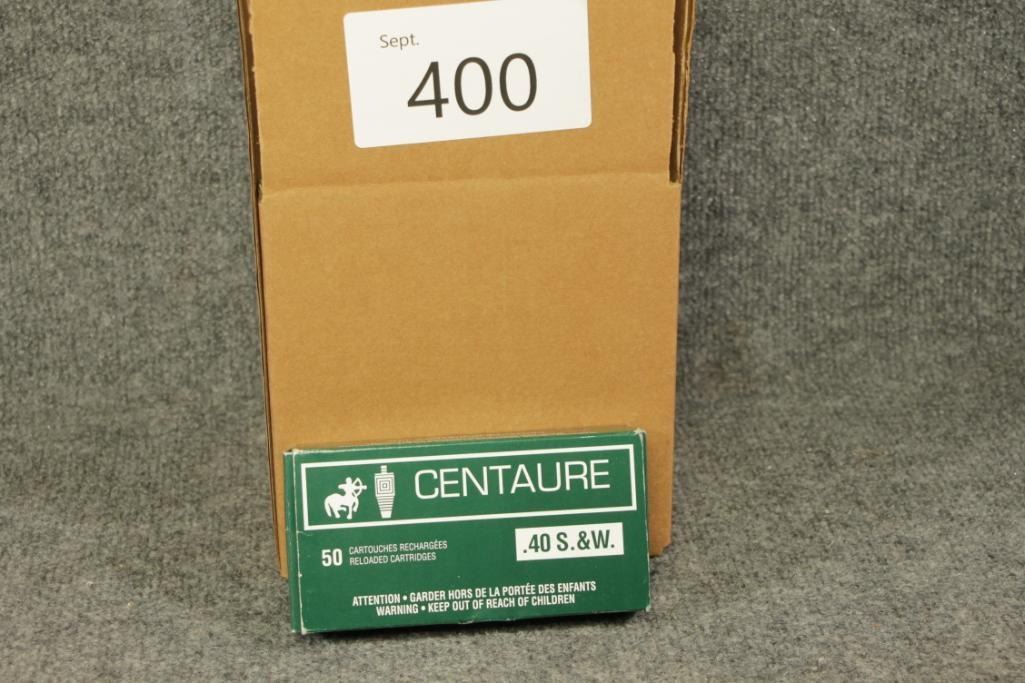 Sept.
400
CENTAURE
50 CARTOUCHES RECHARGÉES
RELOADED CARTRIDGES
.40 S.&W.
ATTENTION • GARDER HORS DE LA PORTÉE DES ENFANTS
WARNING • KEEP OUT OF REACH OF CHILDREN